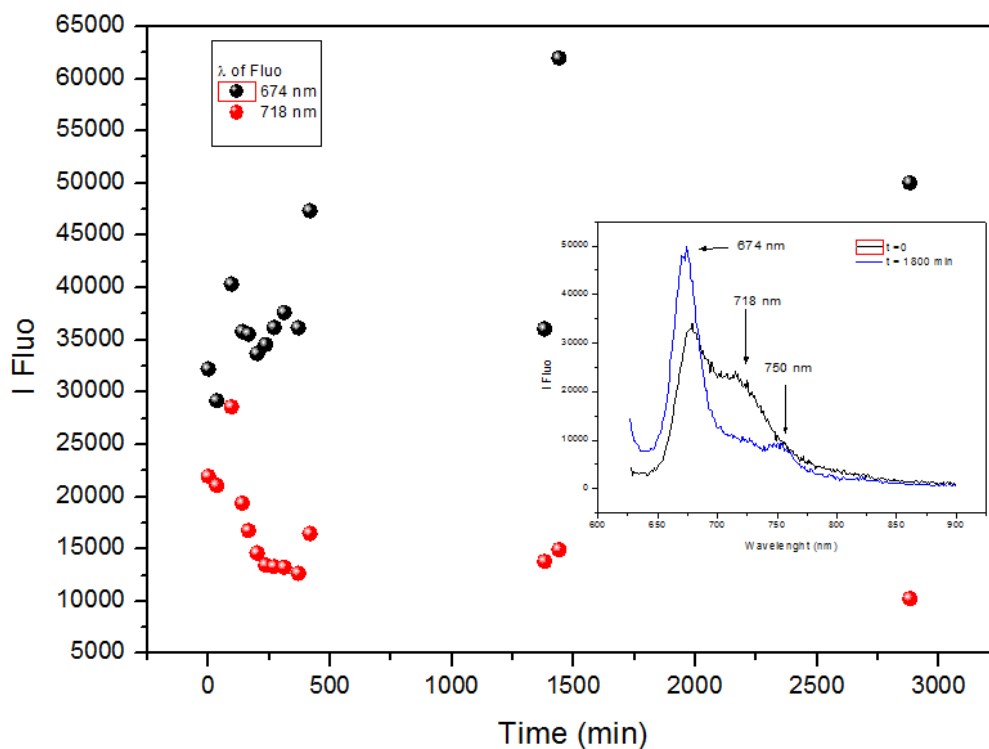 65000
60000
55000
50000
45000
40000
35000
30000
25000
20000
15000
10000
5000
I Fluo
λ of Fluo
674 nm
718 nm
0
500
1000
1500
2000
2500
3000
Time (min)
50000
40000
30000
20000
10000
0
I Fluo
674 nm
718 nm
750 nm
t =0
t = 1800 min
600
650
700
750
800
850
900
Wavelenght (nm)